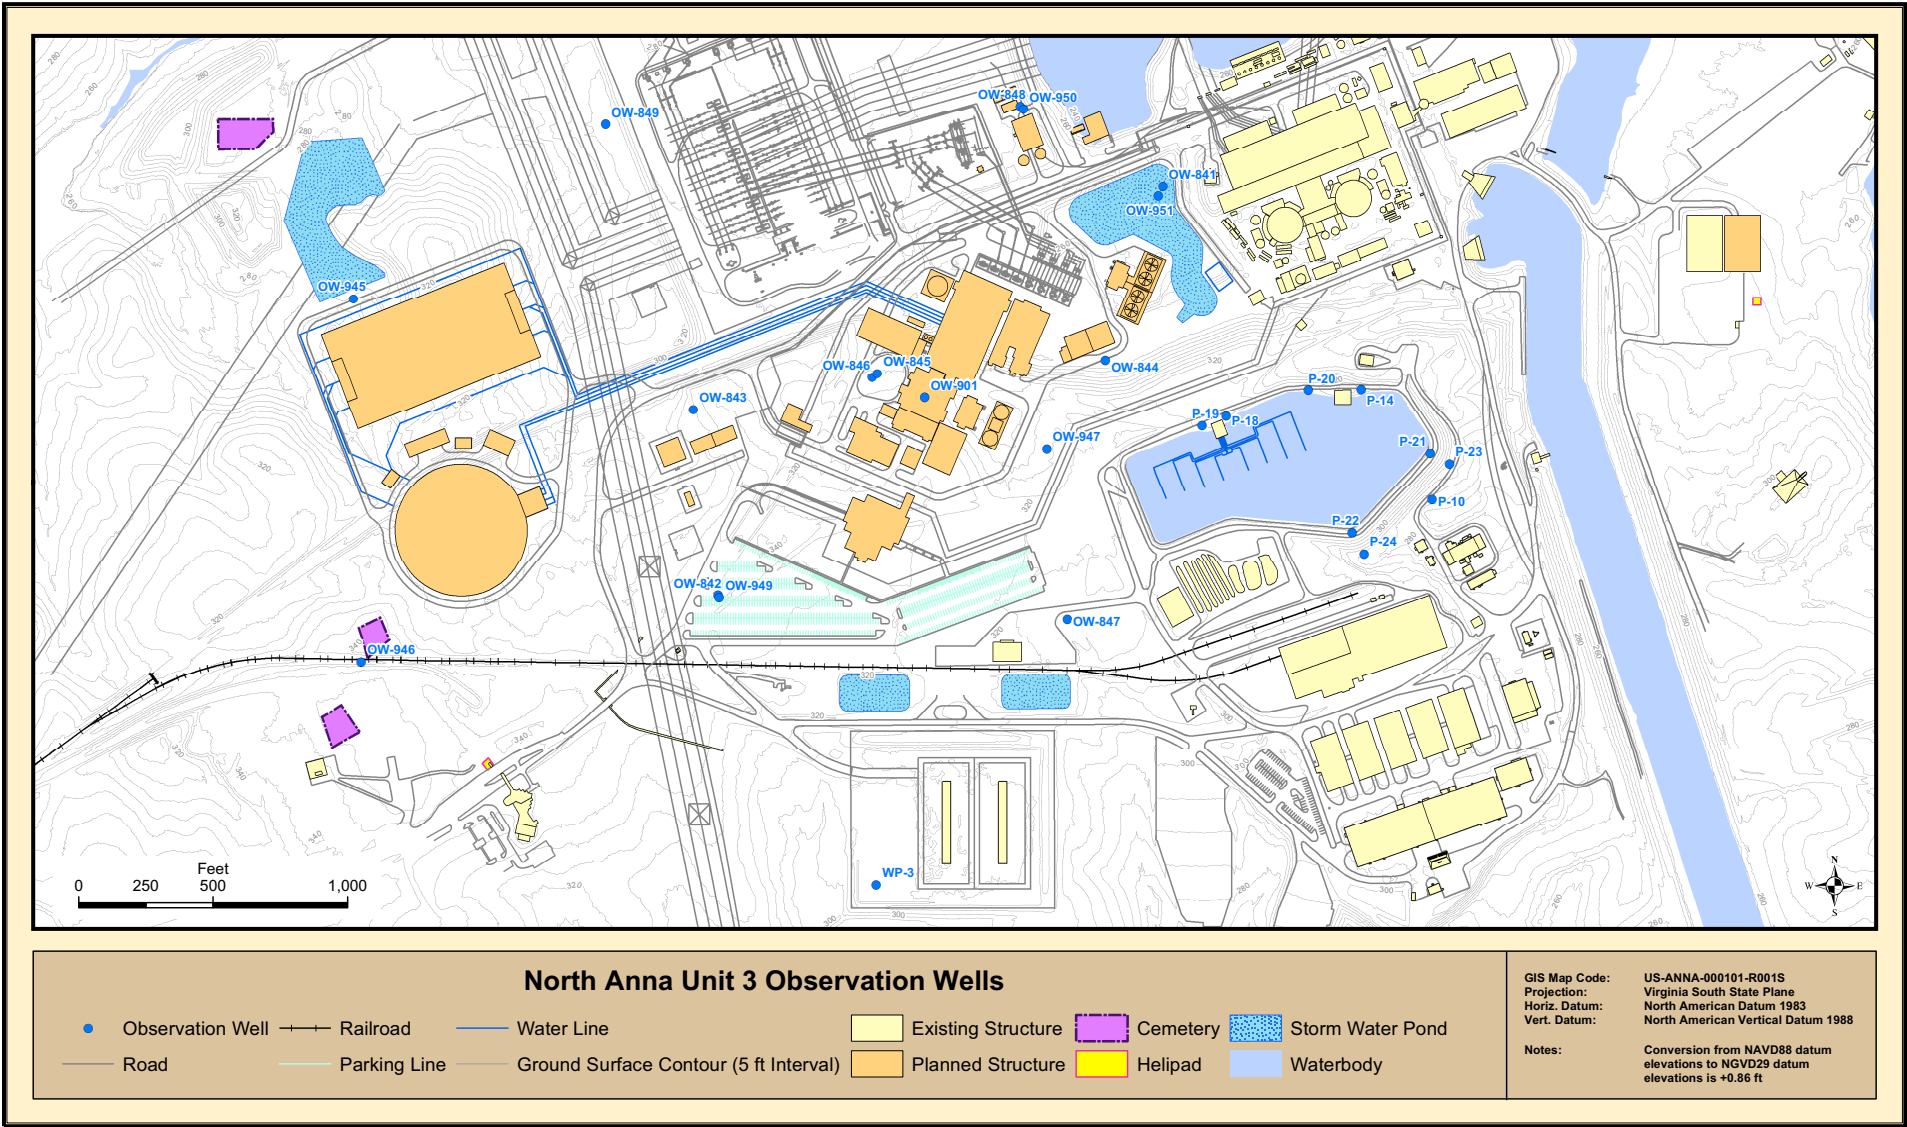 OW-849
OW-848
OW-950
OW-841
OW-951
OW-945
OW-846
OW-845
OW-901
OW-844
OW-843
OW-947
P-20
P-14
P-19
P-18
P-21
P-23
P-10
P-22
P-24
OW-842
OW-949
OW-847
OW-946
WP-3
Feet
0 250 500 1,000
N
W E
S
North Anna Unit 3 Observation Wells
Observation Well
Railroad
Water Line
Existing Structure
Cemetery
Storm Water Pond
Road
Parking Line
Ground Surface Contour (5 ft Interval)
Planned Structure
Helipad
Waterbody
GIS Map Code: US-ANNA-000101-R001S
Projection: Virginia South State Plane
Horiz. Datum: North American Datum 1983
Vert. Datum: North American Vertical Datum 1988
Notes: Conversion from NAVD88 datum
elevations to NGVD29 datum
elevations is +0.86 ft